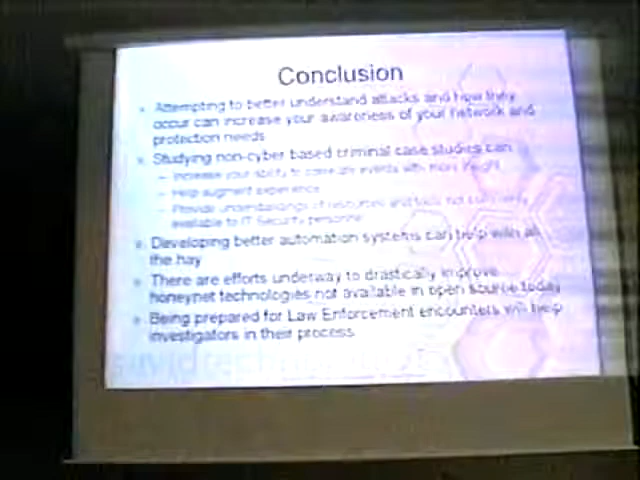 Conclusion
Attempting to better understand attacks and how they
occur can increase your awareness of your network and
protection needs
Studying non-cyber based criminal case studies can
– Increase your ability to correlate events with more insight
– Help augment experience
– Provide understandings of resources and tools not currently
available to IT Security personnel
Developing better automation systems can help with all
the hay
There are efforts underway to drastically improve
honeynet technologies not available in open source today
Being prepared for Law Enforcement encounters will help
investigators in their process